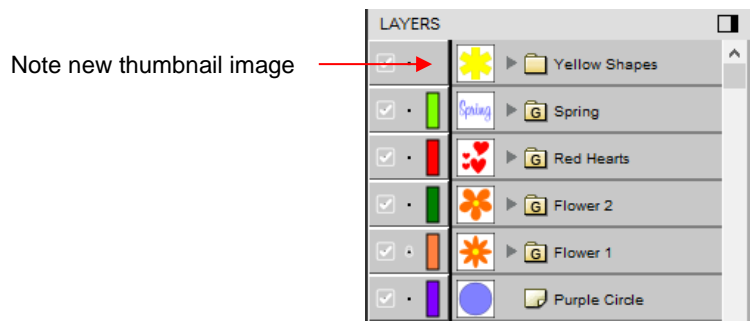 LAYERS
Note new thumbnail image
Yellow Shapes
Spring G Spring
G Red Hearts
G Flower 2
G Flower 1
Purple Circle